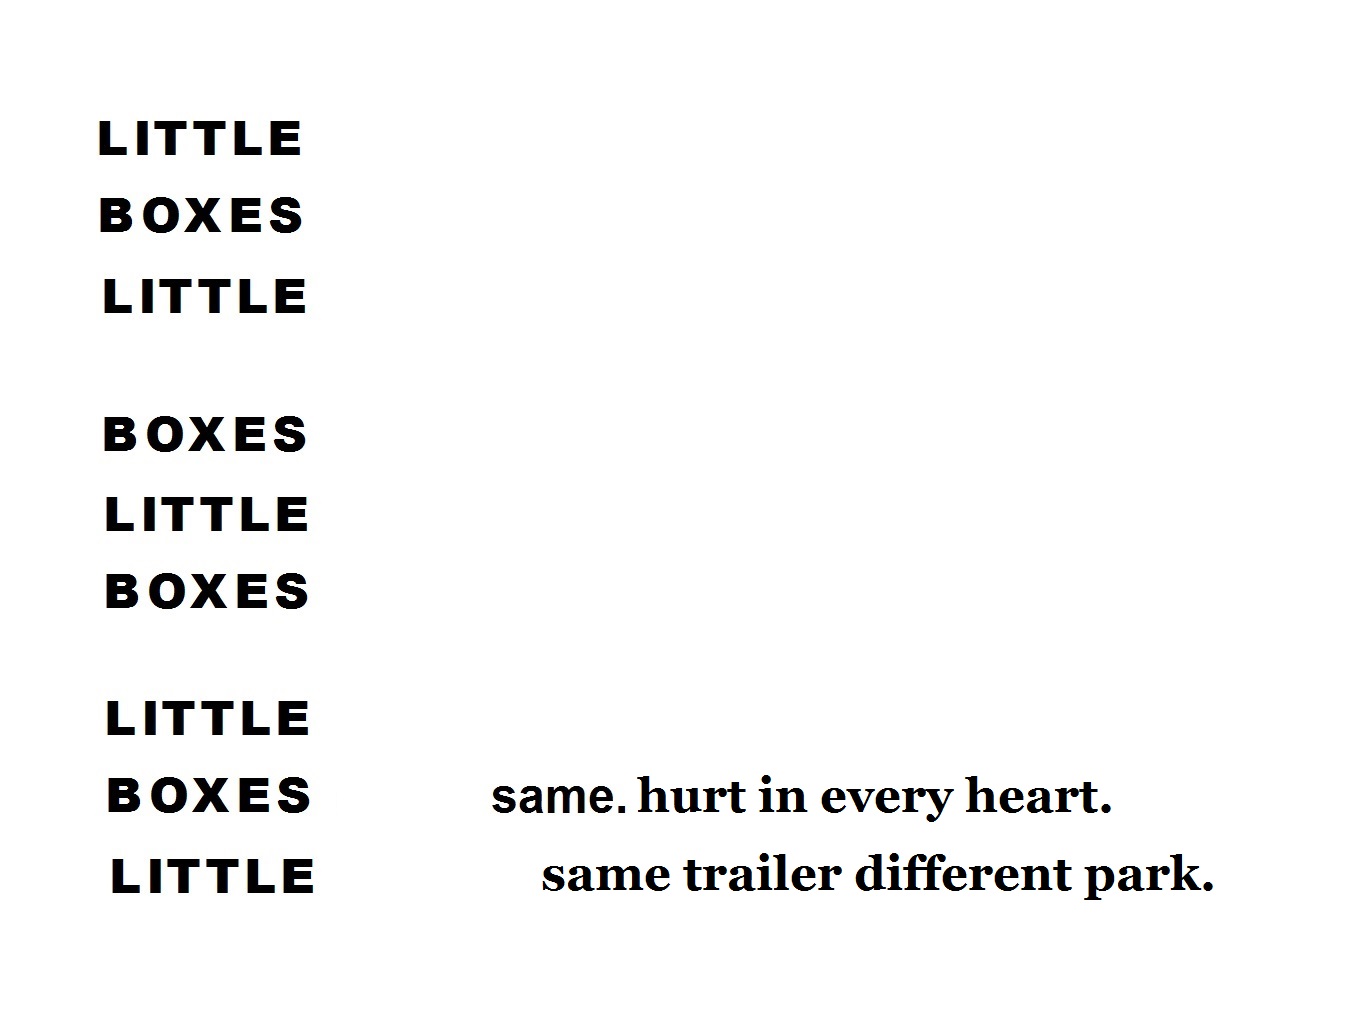 LITTLE
BOXES
LITTLE
BOXES
LITTLE
BOXES
LITTLE
BOXES same. hurt in every heart.
LITTLE same trailer different park.